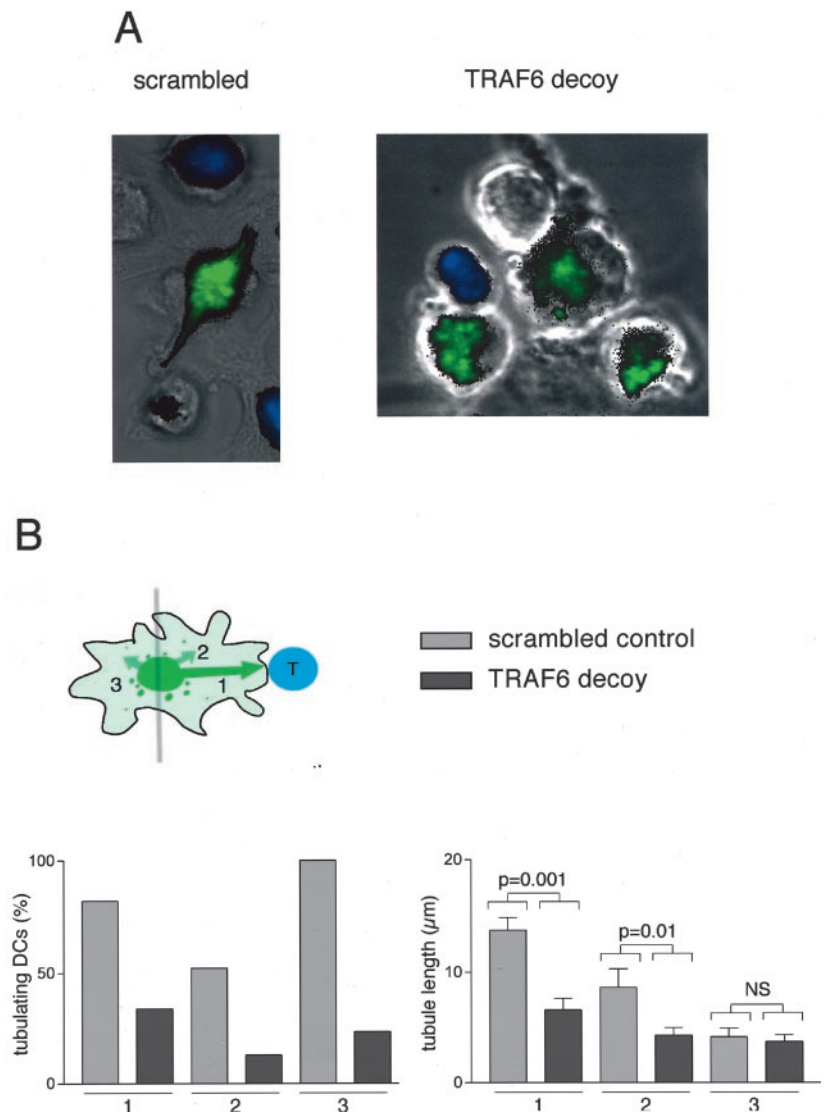 A
scrambled
TRAF6 decoy
B
2
3
1
T
scrambled control
TRAF6 decoy
100
50
0
tubulating DCs (%)
1
2
3
20
10
0
tubule length (μm)
p=0.001
p=0.01
NS
1
2
3